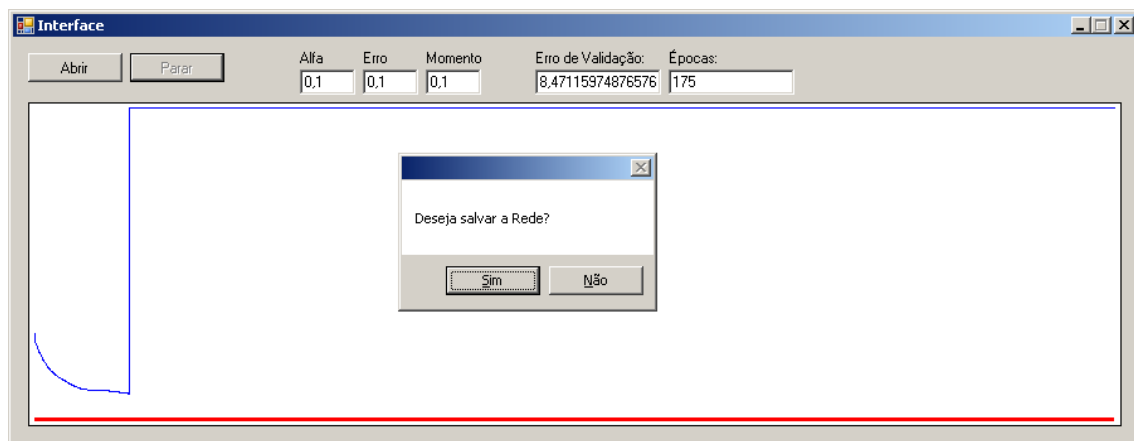 Interface
Abrir
Parar
Alfa Erro Momento Erro de Validação: Épocas:
0,1 0,1 0,1 8,47115974876576 175
Deseja salvar a Rede?
Sim Não